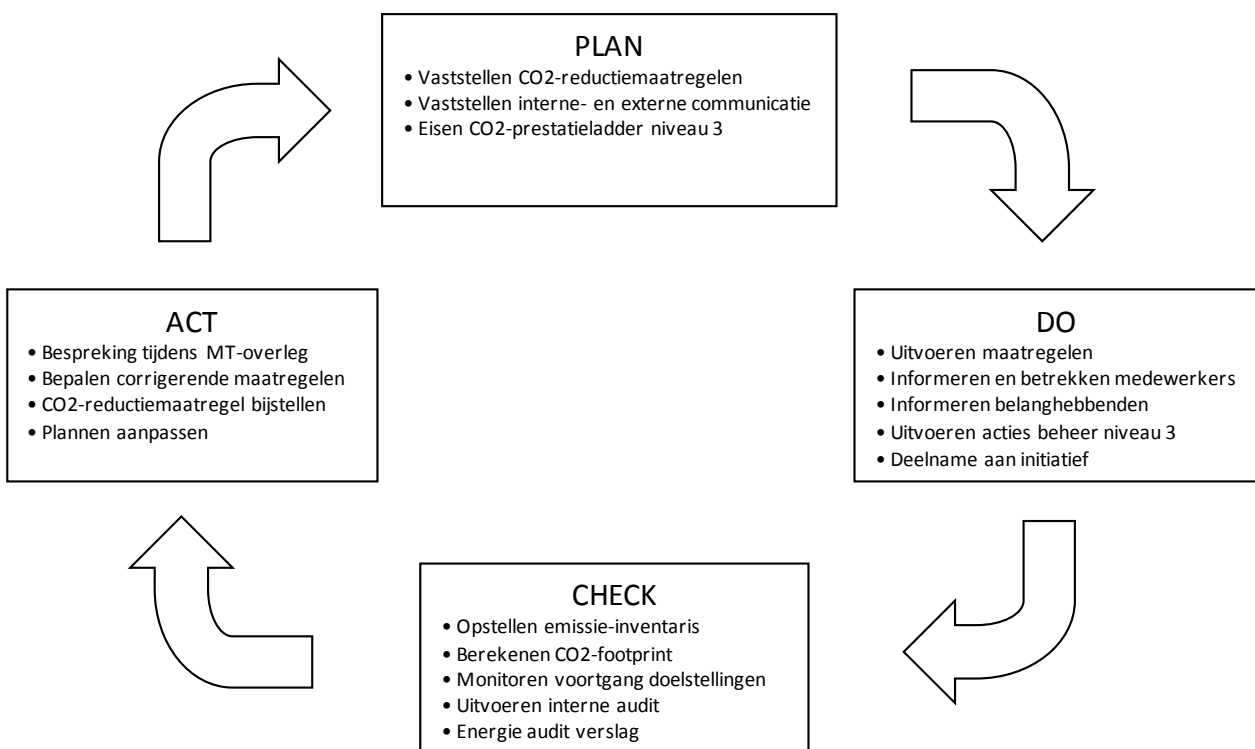 PLAN
• Vaststellen CO2-reductiemaatregelen
• Vaststellen interne- en externe communicatie
• Eisen CO2-prestatieladder niveau 3
DO
• Uitvoeren maatregelen
• Informeren en betrekken medewerkers
• Informeren belanghebbenden
• Uitvoeren acties beheer niveau 3
• Deelname aan initiatief
CHECK
• Opstellen emissie-inventaris
• Berekenen CO2-footprint
• Monitoren voortgang doelstellingen
• Uitvoeren interne audit
• Energie audit verslag
ACT
• Bespreking tijdens MT-overleg
• Bepalen corrigerende maatregelen
• CO2-reductiemaatregel bijstellen
• Plannen aanpassen